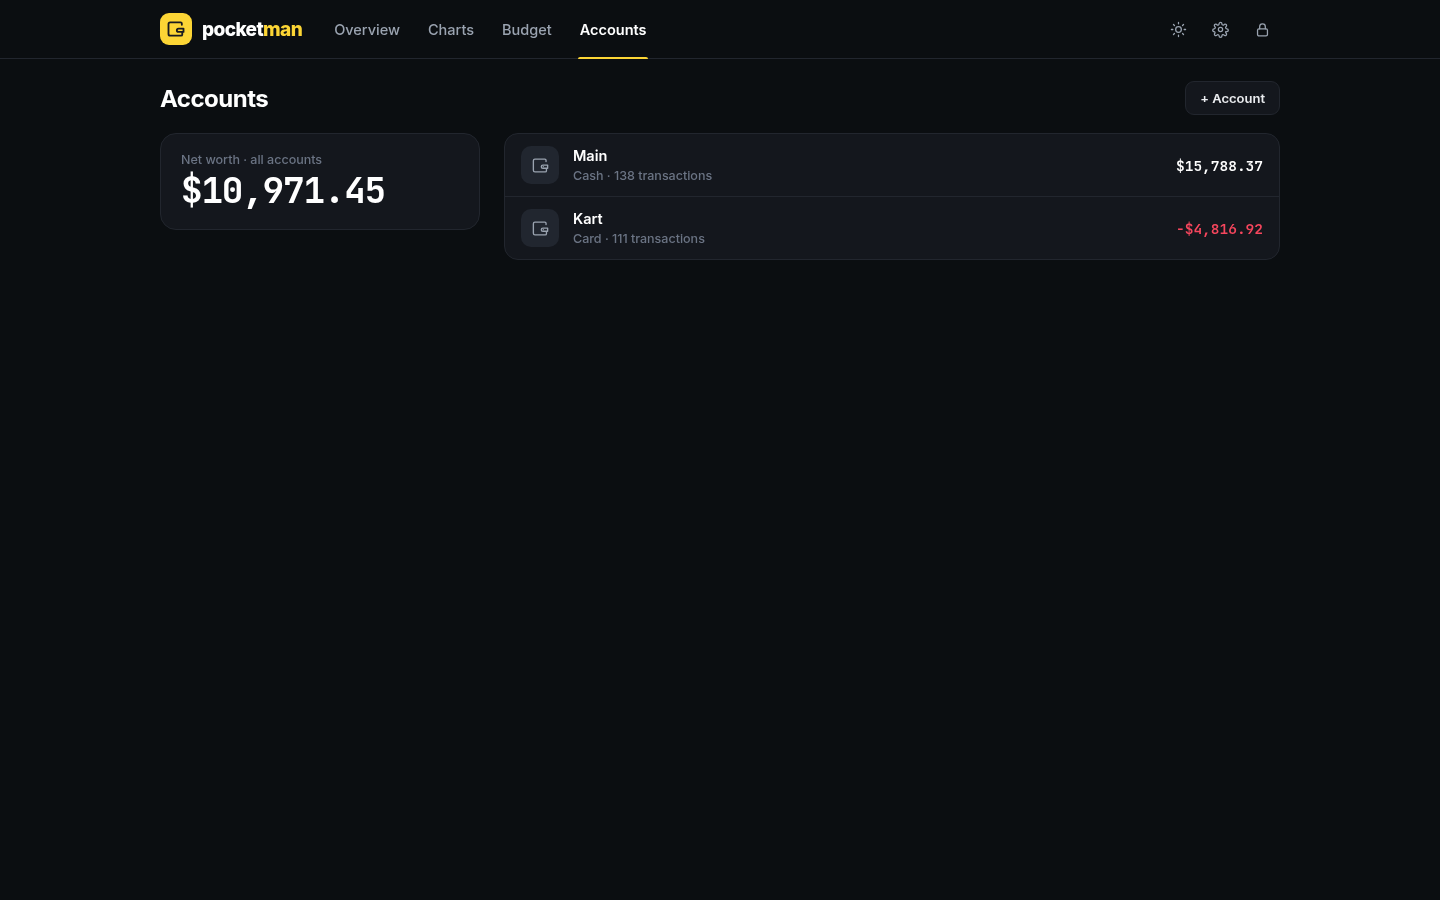 pocketman
Overview
Charts
Budget
Accounts
Accounts
+ Account
Net worth · all accounts
$10,971.45
Main
Cash · 138 transactions
$15,788.37
Kart
Card · 111 transactions
-$4,816.92